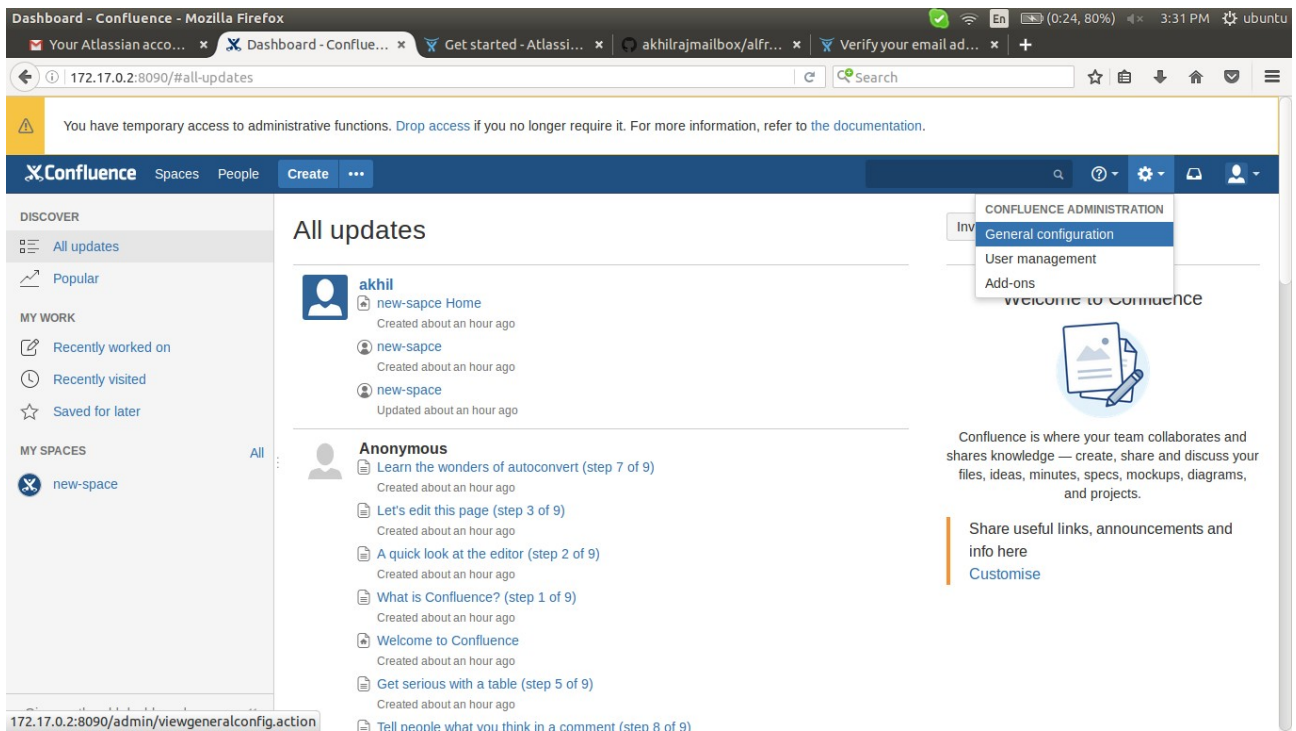 Dashboard - Confluence - Mozilla Firefox
En (0:24, 80%) 3:31 PM ubuntu
Your Atlassian acco... × Dashboard - Conflue... × Get started - Atlassi... × akhilrajmailbox/alfr... × Verify your email ad... × +
172.17.0.2:8090/#all-updates
Search
You have temporary access to administrative functions. Drop access if you no longer require it. For more information, refer to the documentation.
Confluence Spaces People Create •••
DISCOVER
All updates
Popular
MY WORK
Recently worked on
Recently visited
Saved for later
MY SPACES All
new-space
172.17.0.2:8090/admin/viewgeneralconfig.action
All updates
akhil
new-sapce Home
Created about an hour ago
new-sapce
Created about an hour ago
new-space
Updated about an hour ago
Anonymous
Learn the wonders of autoconvert (step 7 of 9)
Created about an hour ago
Let's edit this page (step 3 of 9)
Created about an hour ago
A quick look at the editor (step 2 of 9)
Created about an hour ago
What is Confluence? (step 1 of 9)
Created about an hour ago
Welcome to Confluence
Created about an hour ago
Get serious with a table (step 5 of 9)
Created about an hour ago
Tell people what you think in a comment (step 8 of 9)
Inv
CONFLUENCE ADMINISTRATION
General configuration
User management
Add-ons
Welcome to Confluence
Confluence is where your team collaborates and
shares knowledge — create, share and discuss your
files, ideas, minutes, specs, mockups, diagrams,
and projects.
Share useful links, announcements and
info here
Customise